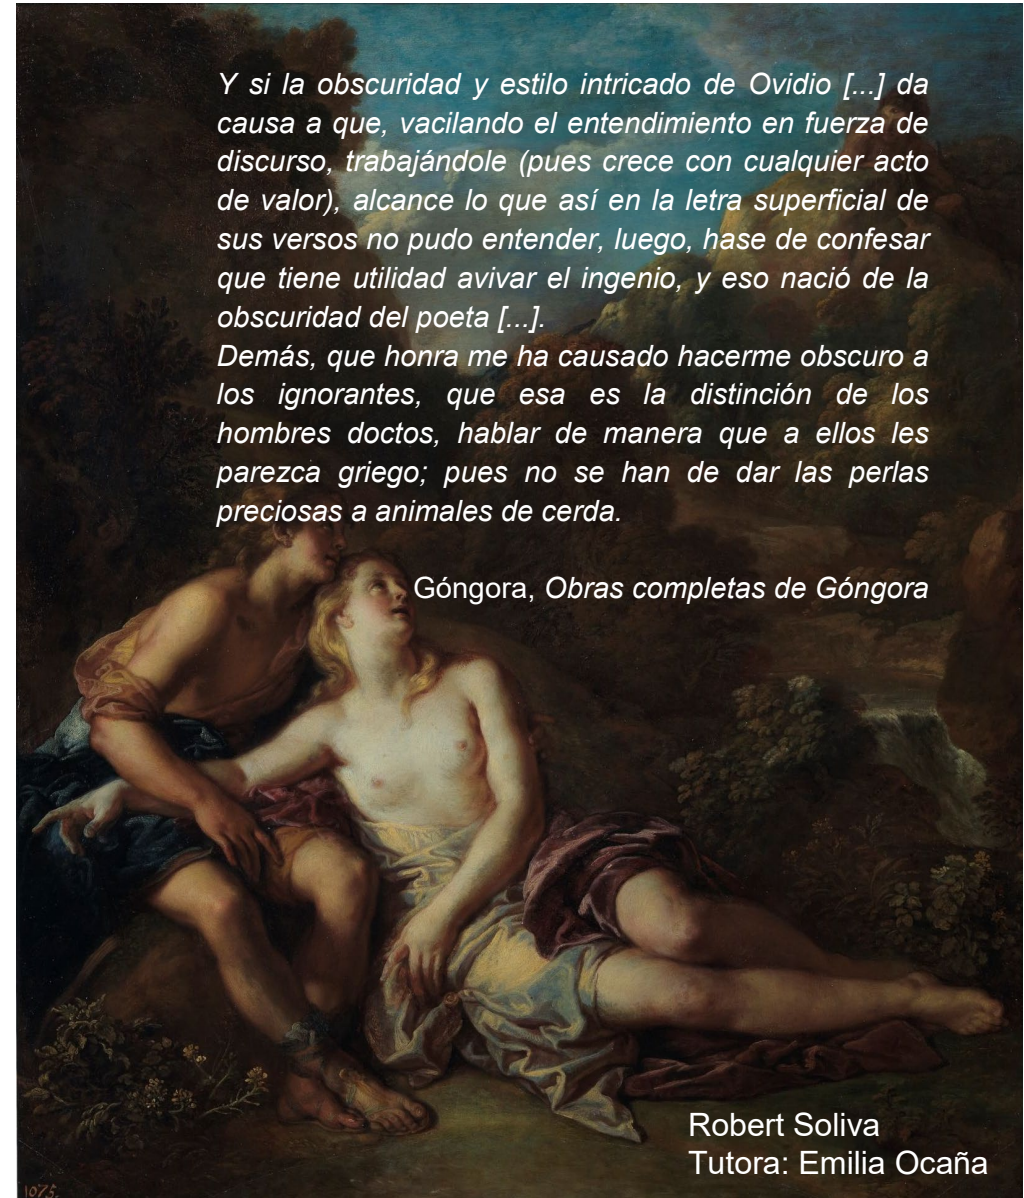 Y si la obscuridad y estilo intricado de Ovidio [...] da
causa a que, vacilando el entendimiento en fuerza de
discurso, trabajándole (pues crece con cualquier acto
de valor), alcance lo que así en la letra superficial de
sus versos no pudo entender, luego, hase de confesar
que tiene utilidad avivar el ingenio, y eso nació de la
obscuridad del poeta [...].
Demás, que honra me ha causado hacerme obscuro a
los ignorantes, que esa es la distinción de los
hombres doctos, hablar de manera que a ellos les
parezca griego; pues no se han de dar las perlas
preciosas a animales de cerda.
Góngora, Obras completas de Góngora
Robert Soliva
Tutora: Emilia Ocaña
1075.